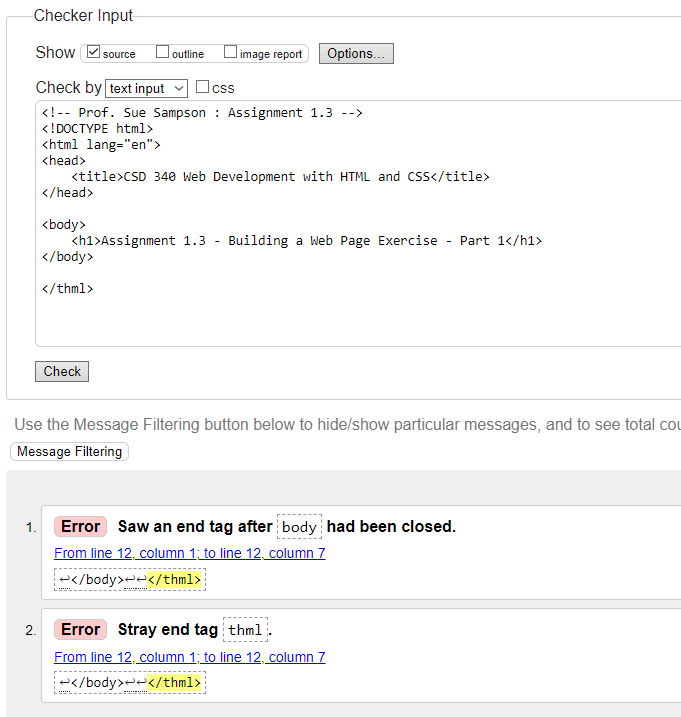 Checker Input
Show source outline image report Options...
Check by text input css
<!-- Prof. Sue Sampson : Assignment 1.3 -->
<!DOCTYPE html>
<html lang="en">
<head>
    <title>CSD 340 Web Development with HTML and CSS</title>
</head>

<body>
    <h1>Assignment 1.3 - Building a Web Page Exercise - Part 1</h1>
</body>

</thml>
Check
Use the Message Filtering button below to hide/show particular messages, and to see total cou
Message Filtering
1. Error Saw an end tag after body had been closed.
From line 12, column 1; to line 12, column 7
↩</body>↩↩</thml>
2. Error Stray end tag thml.
From line 12, column 1; to line 12, column 7
↩</body>↩↩</thml>